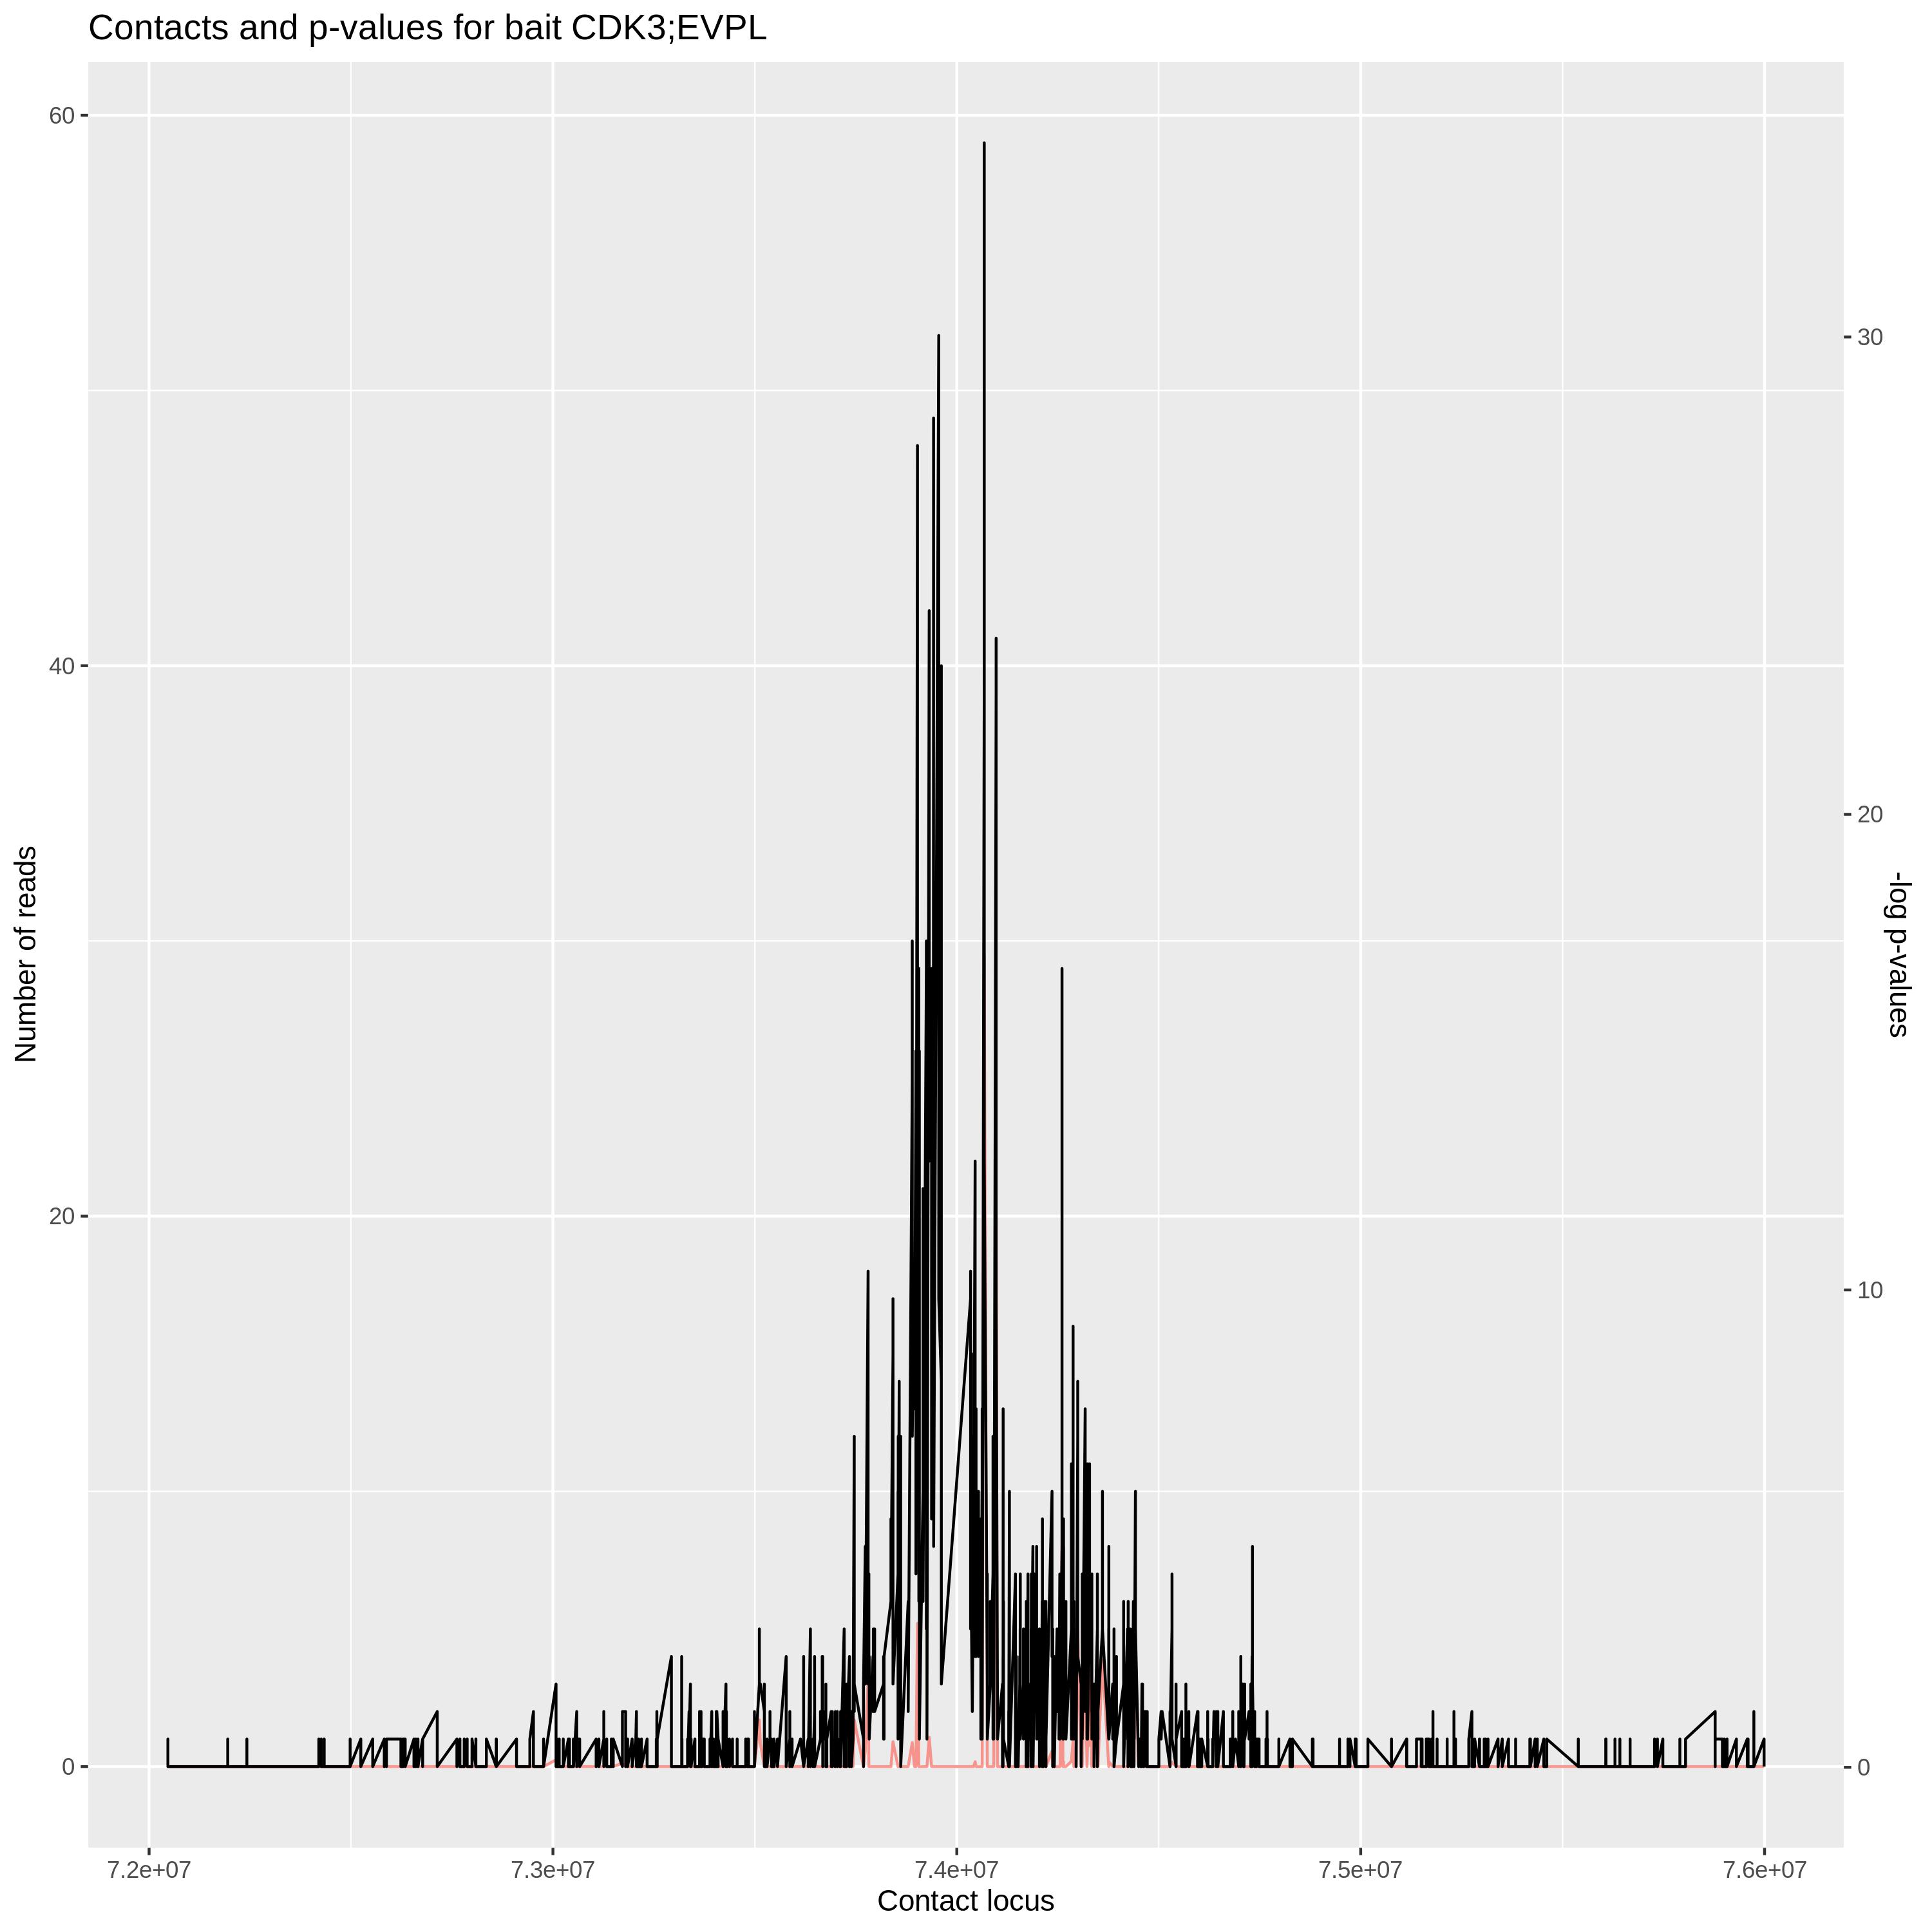 Contacts and p-values for bait CDK3;EVPL
60
40
20
0
Number of reads
30
20
10
0
-log p-values
7.2e+07
7.3e+07
7.4e+07
7.5e+07
7.6e+07
Contact locus